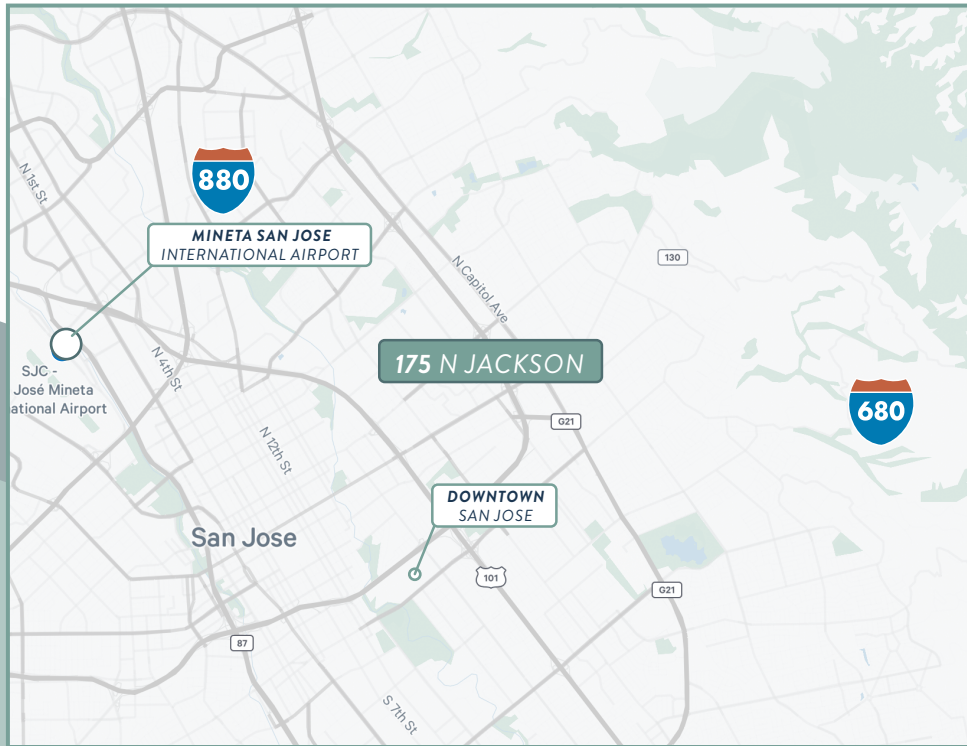 N 1st St
880
MINETA SAN JOSE
INTERNATIONAL AIRPORT
N Capitol Ave
130
175 N JACKSON
N 4th St
SJC -
José Mineta
ational Airport
680
G21
N 12th St
DOWNTOWN
SAN JOSE
San Jose
101
G21
87
S 7th St